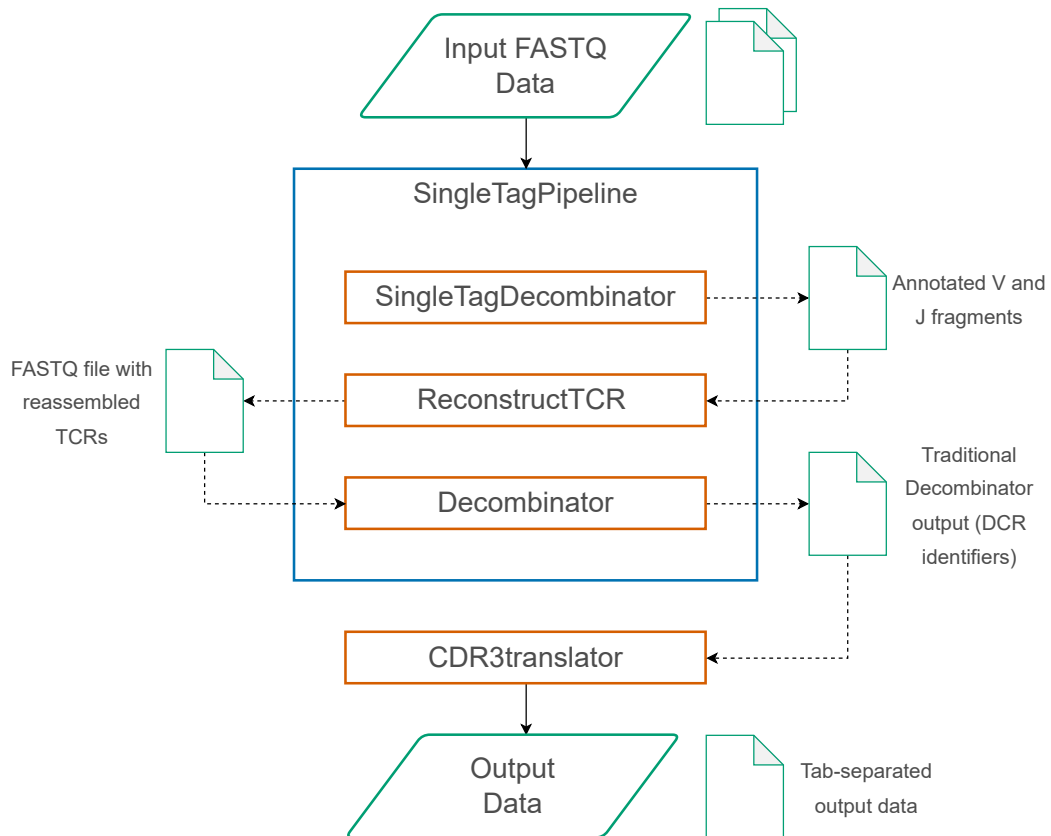 Input FASTQ
Data
SingleTagPipeline
SingleTagDecombinator
Annotated V and
J fragments
FASTQ file with
reassembled
TCRs
ReconstructTCR
Decombinator
Traditional
Decombinator
output (DCR
identifiers)
CDR3translator
Output
Data
Tab-separated
output data